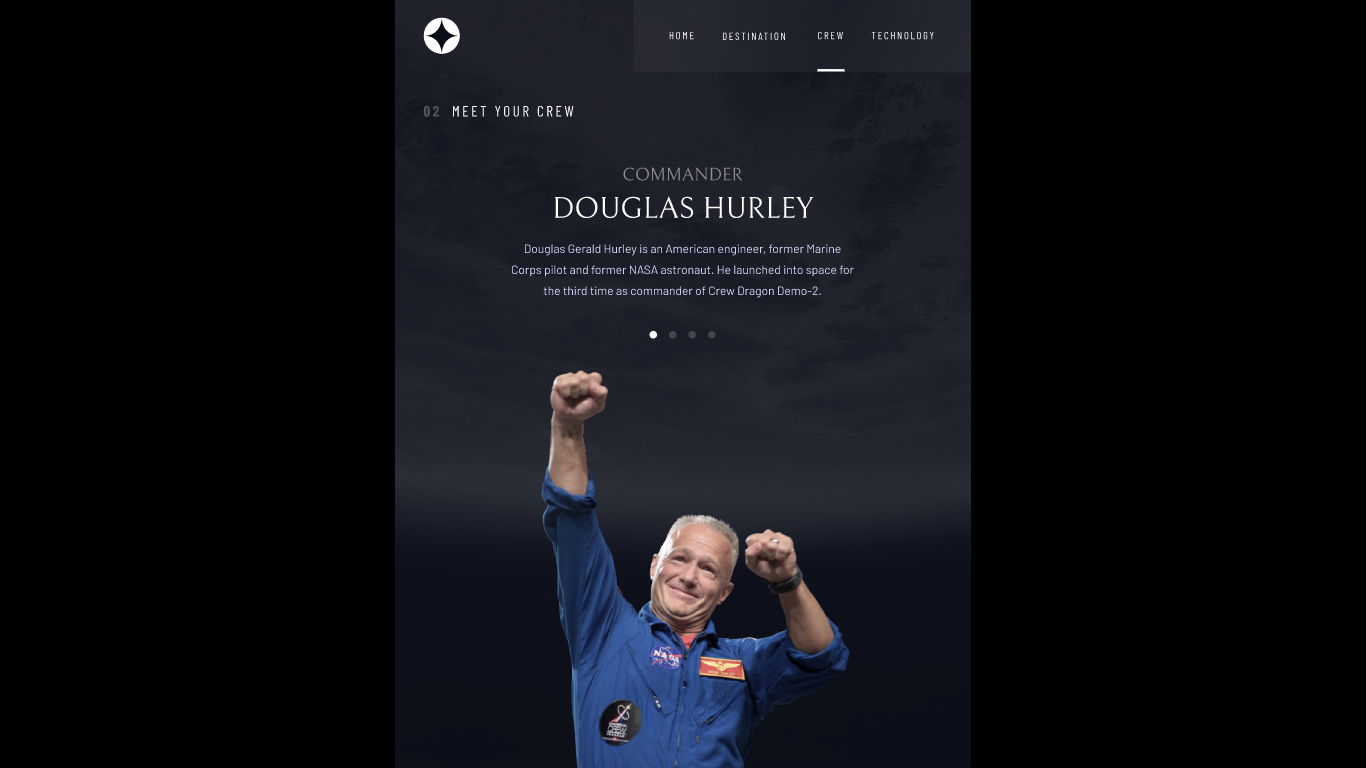 HOME DESTINATION CREW TECHNOLOGY
02 MEET YOUR CREW
COMMANDER
DOUGLAS HURLEY
Douglas Gerald Hurley is an American engineer, former Marine
Corps pilot and former NASA astronaut. He launched into space for
the third time as commander of Crew Dragon Demo-2.
NASA
CREW